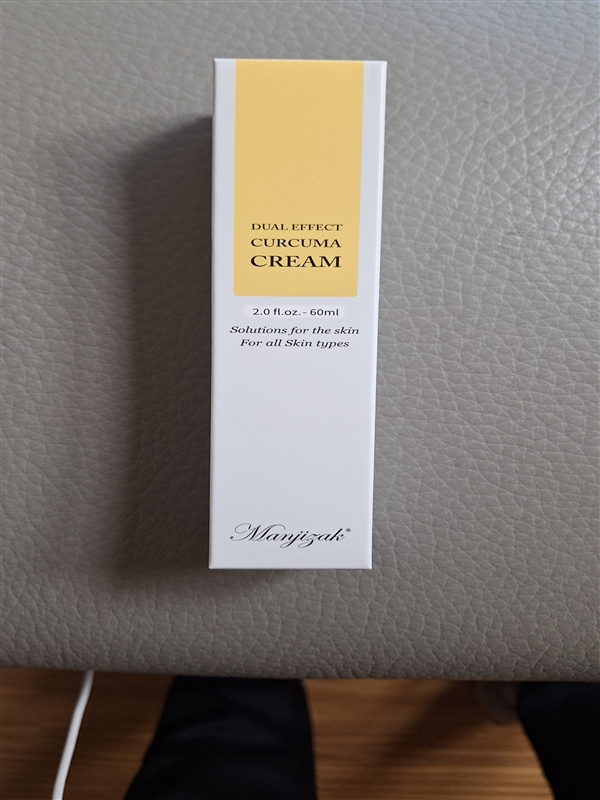 DUAL EFFECT
CURCUMA
CREAM
2.0 fl.oz. - 60ml
Solutions for the skin
For all Skin types
Manjizak®